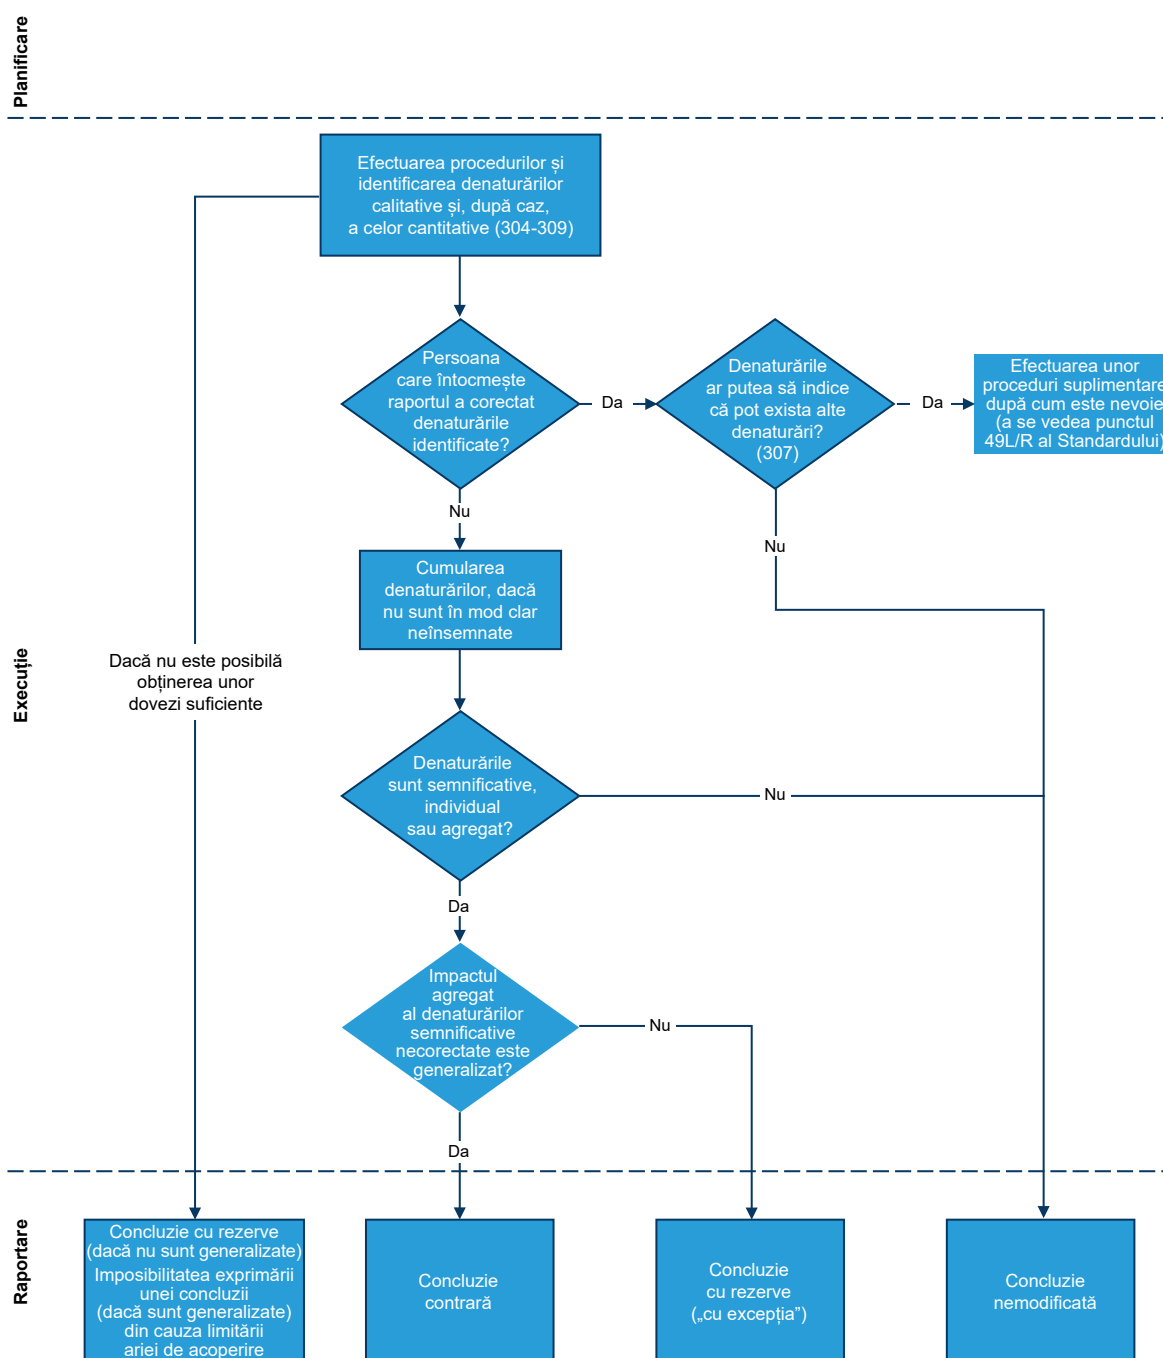 Planificare
Efectuarea procedurilor și
identificarea denaturărilor
calitative și, după caz,
a celor cantitative (304-309)
Persoana
care întocmește
raportul a corectat
denaturările
identificate?
Da
Denaturările
ar putea să indice
că pot exista alte
denaturări?
(307)
Da
Efectuarea unor
proceduri suplimentare
după cum este nevoie
(a se vedea punctul
49L/R al Standardului)
Nu
Nu
Cumularea
denaturărilor, dacă
nu sunt în mod clar
neînsemnate
Execuție
Dacă nu este posibilă
obținerea unor
dovezi suficiente
Denaturările
sunt semnificative,
individual
sau agregat?
Nu
Da
Impactul
agregat
al denaturărilor
semnificative
necorectate este
generalizat?
Nu
Da
Raportare
Concluzie cu rezerve
(dacă nu sunt generalizate)
Imposibilitatea exprimării
unei concluzii
(dacă sunt generalizate)
din cauza limitării
ariei de acoperire
Concluzie
contrară
Concluzie
cu rezerve
(„cu excepția”)
Concluzie
nemodificată